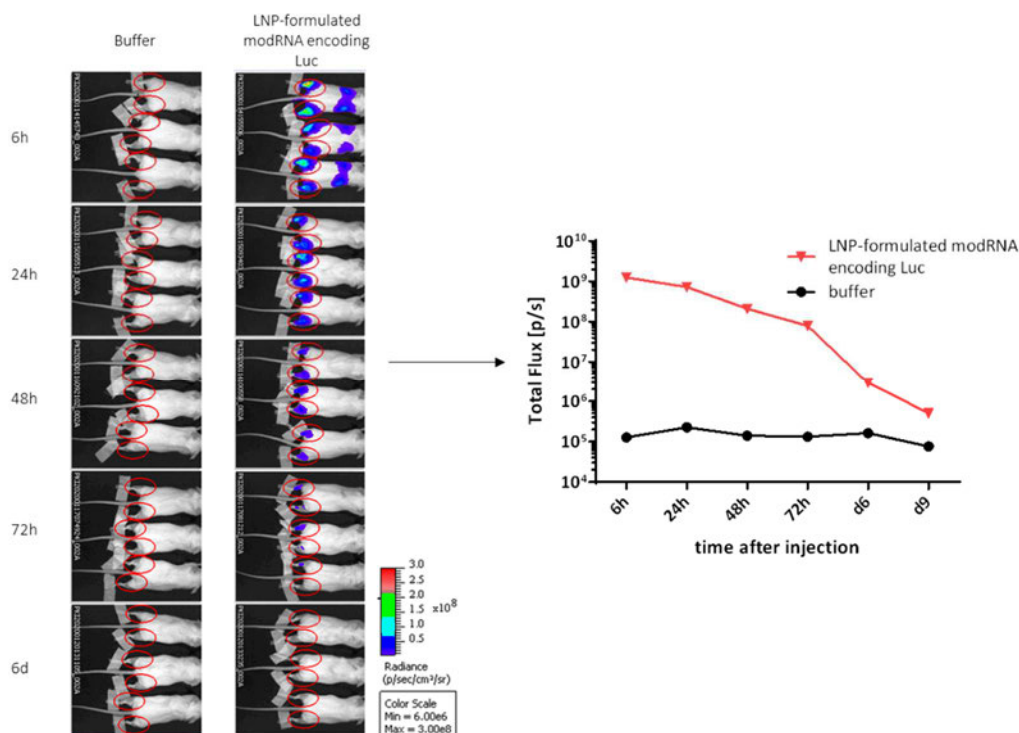 Buffer
LNP-formulated
modRNA encoding
Luc
6h
24h
48h
72h
6d
3.0
2.5
2.0
1.5
1.0
0.5
x10⁸
Radiance
(p/sec/cm²/sr)
Color Scale
Min = 6.00e6
Max = 3.00e8
Total Flux [p/s]
10¹⁰
10⁹
10⁸
10⁷
10⁶
10⁵
10⁴
6h
24h
48h
72h
d6
d9
time after injection
LNP-formulated modRNA
encoding Luc
buffer